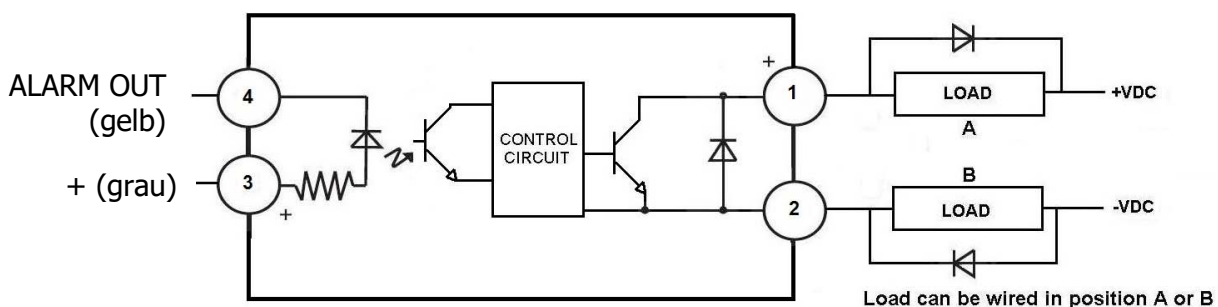 ALARM OUT
(gelb)
4
+ (grau)
3
+
CONTROL
CIRCUIT
+
1
2
LOAD
A
+VDC
B
LOAD
-VDC
Load can be wired in position A or B